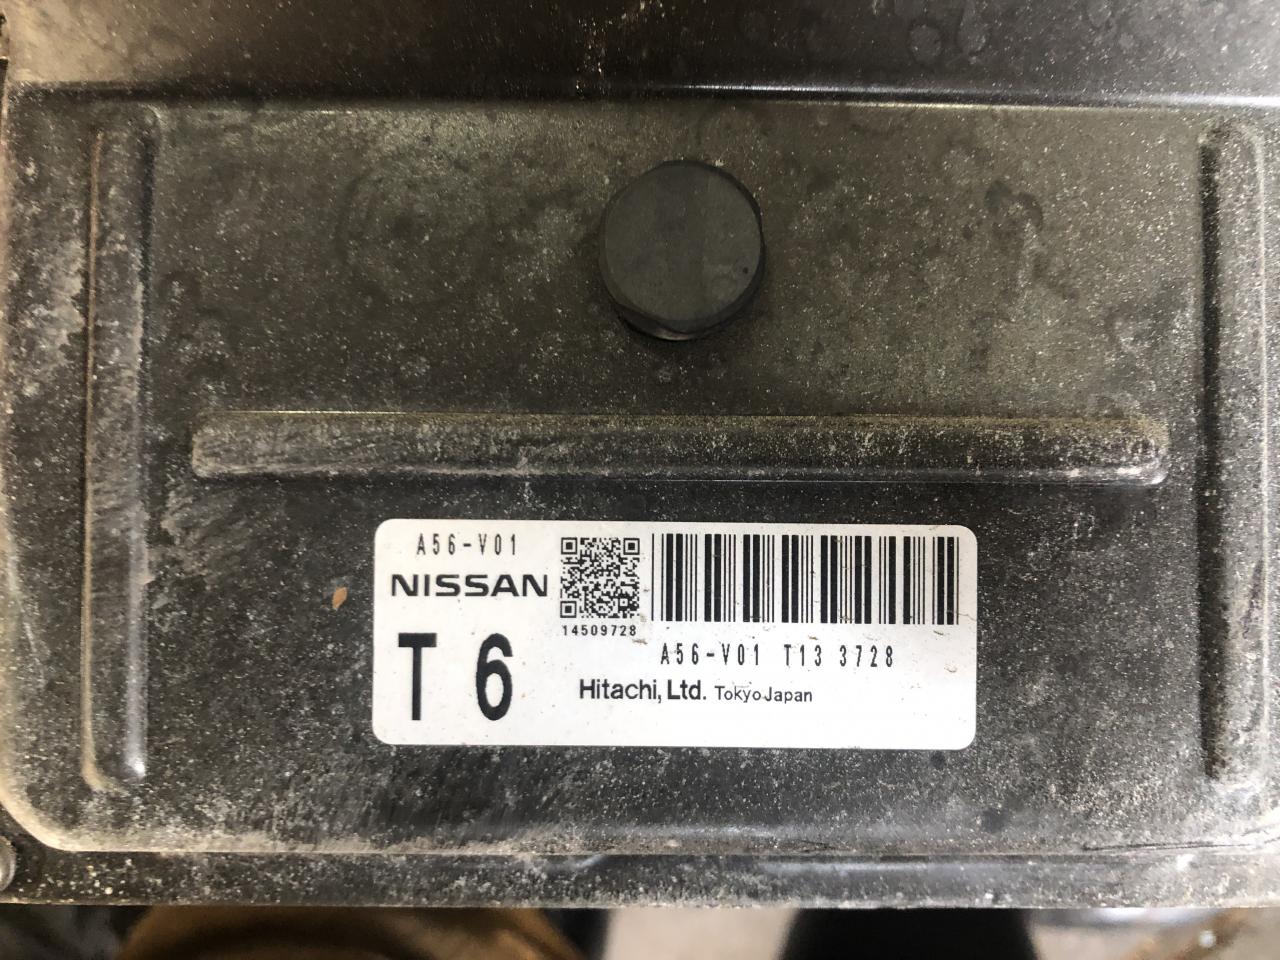 A56-V01
NISSAN
T 6
14509728
A56-V01 T13 3728
Hitachi, Ltd. Tokyo Japan